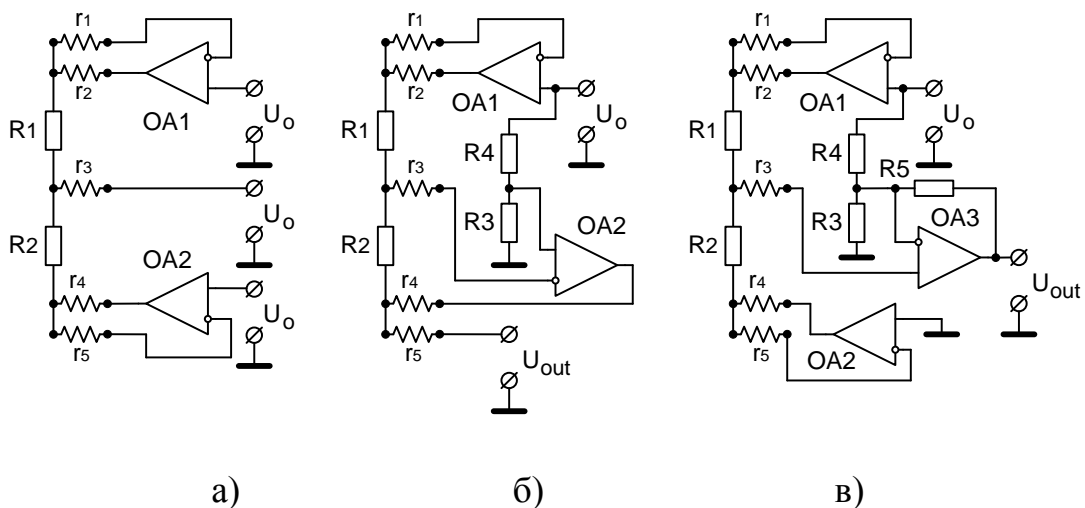 r1
r2
OA1
Uo
R1
r3
Uo
R2
OA2
r4
Uo
r5
r1
r2
OA1
Uo
R1
R4
r3
R3
OA2
R2
r4
r5
Uout
r1
r2
OA1
Uo
R1
R4
r3
R5
R3
OA3
R2
r4
Uout
r5
OA2
а)
б)
в)